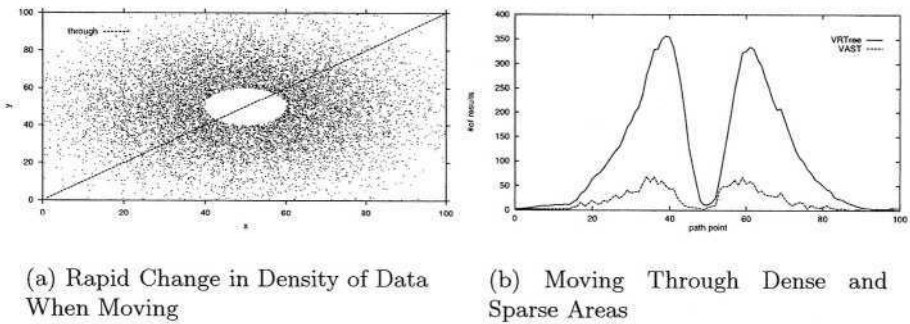 through
100
80
60
40
20
0
y
0 20 40 60 80 100
x
400
350
300
250
200
150
100
50
0
#of results
VRTree
VAST
0 20 40 60 80 100
path point
(a) Rapid Change in Density of Data
When Moving
(b) Moving Through Dense and
Sparse Areas